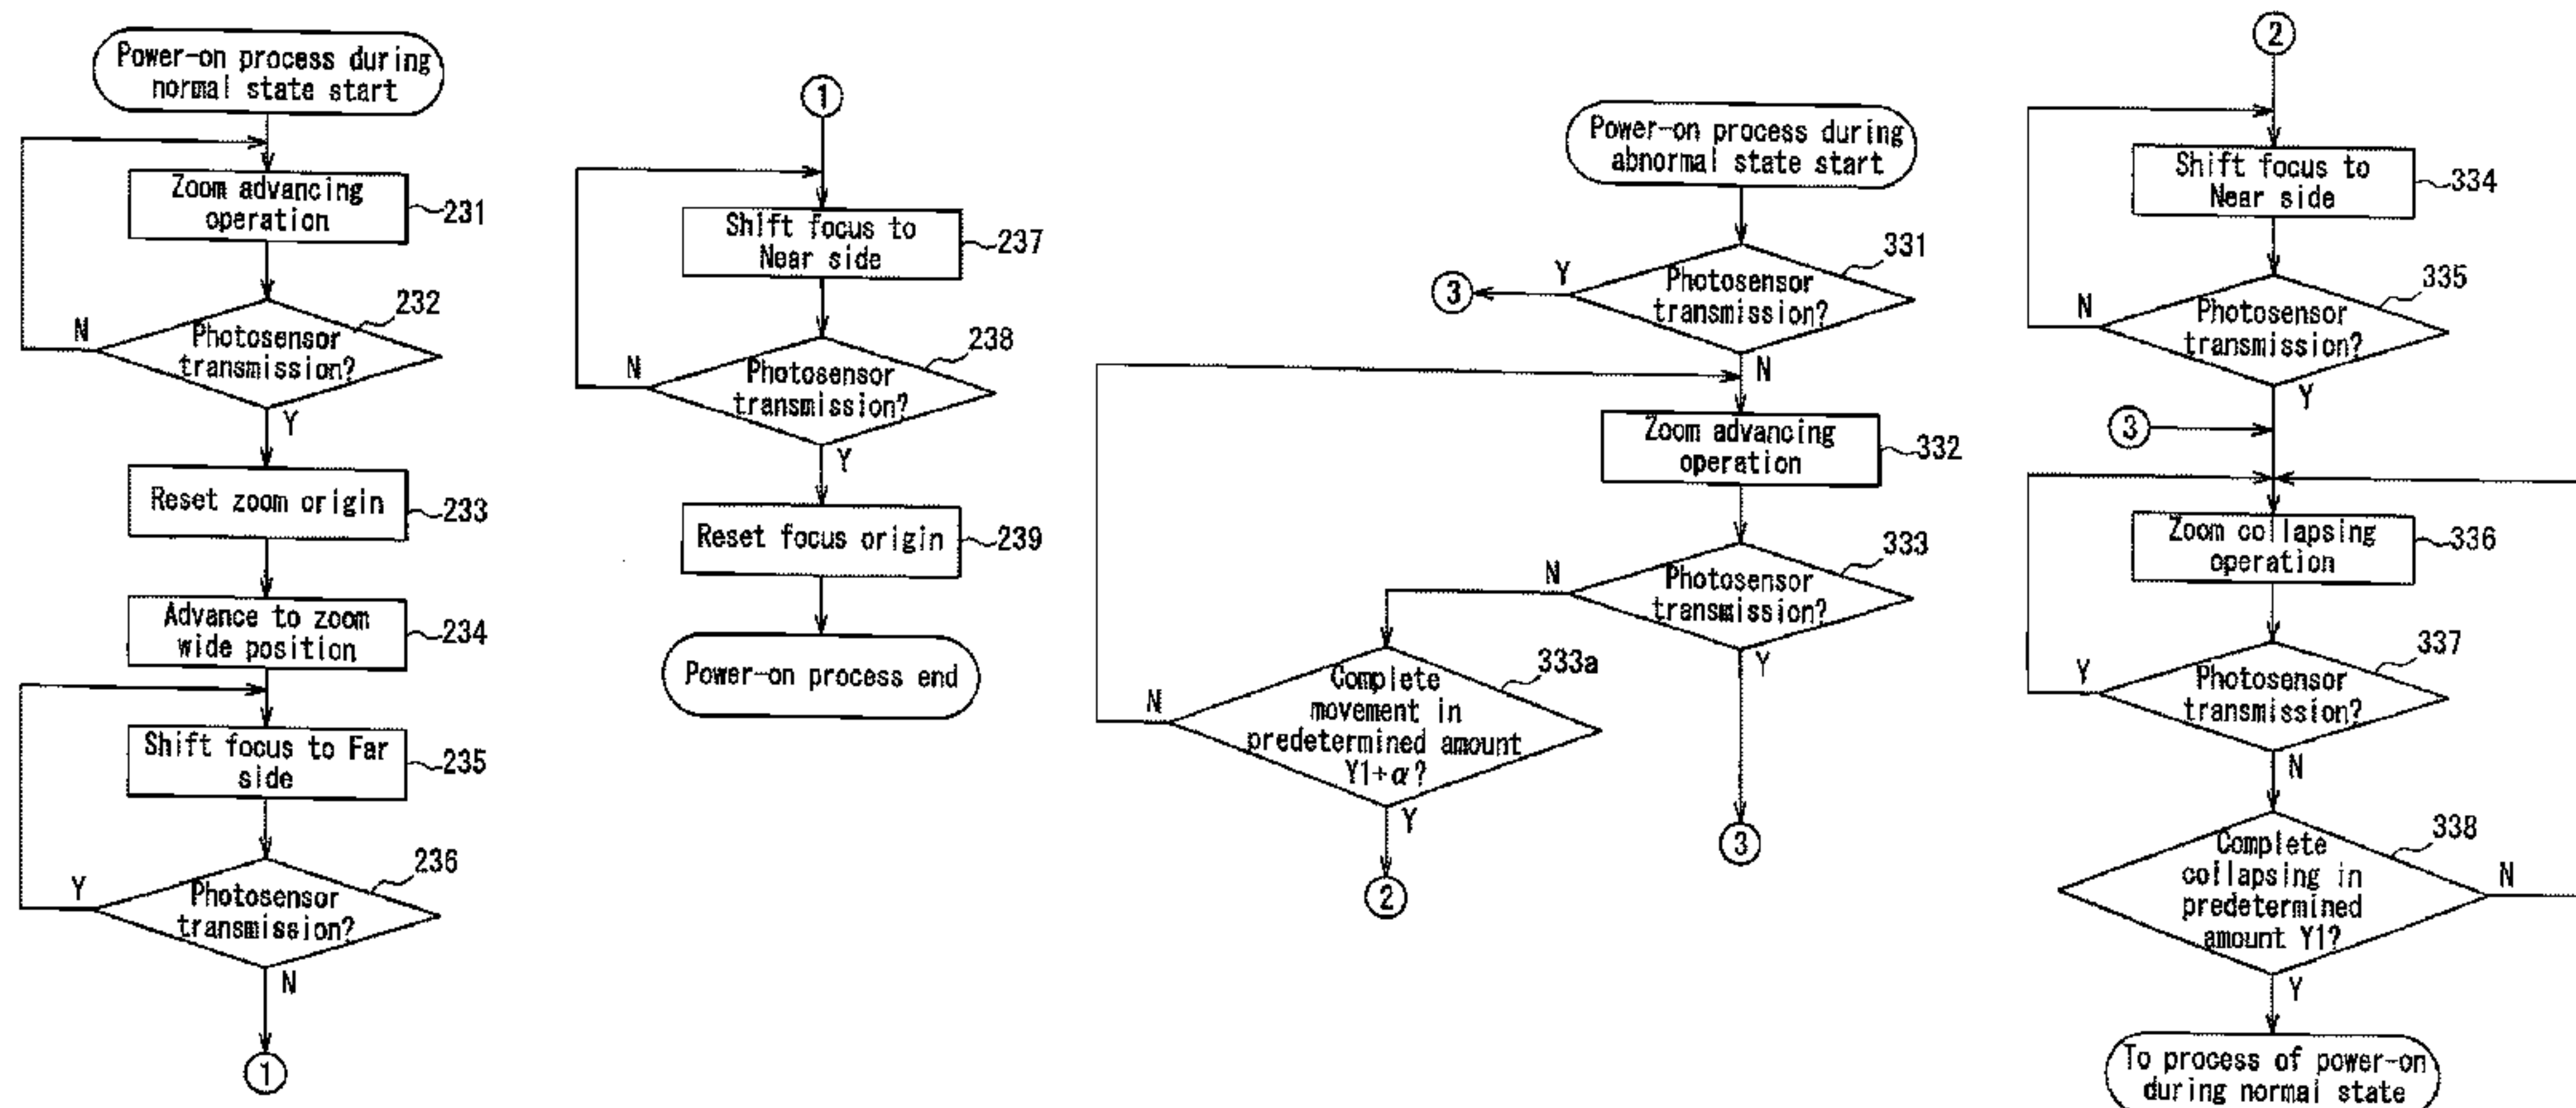 Power-on process during
normal state start
Zoom advancing
operation
231
232
Photosensor
transmission?
N
Y
Reset zoom origin
233
Advance to zoom
wide position
234
Shift focus to Far
side
235
236
Photosensor
transmission?
Y
N
1
1
Shift focus to
Near side
237
238
Photosensor
transmission?
N
Y
Reset focus origin
239
Power-on process end
Power-on process during
abnormal state start
331
Photosensor
transmission?
Y
3
N
Zoom advancing
operation
332
333
Photosensor
transmission?
N
Y
3
333a
Complete
movement in
predetermined amount
Y1+α?
N
Y
2
2
Shift focus to
Near side
334
335
Photosensor
transmission?
N
Y
3
Zoom collapsing
operation
336
337
Photosensor
transmission?
Y
N
338
Complete
collapsing in
predetermined
amount Y1?
N
Y
To process of power-on
during normal state